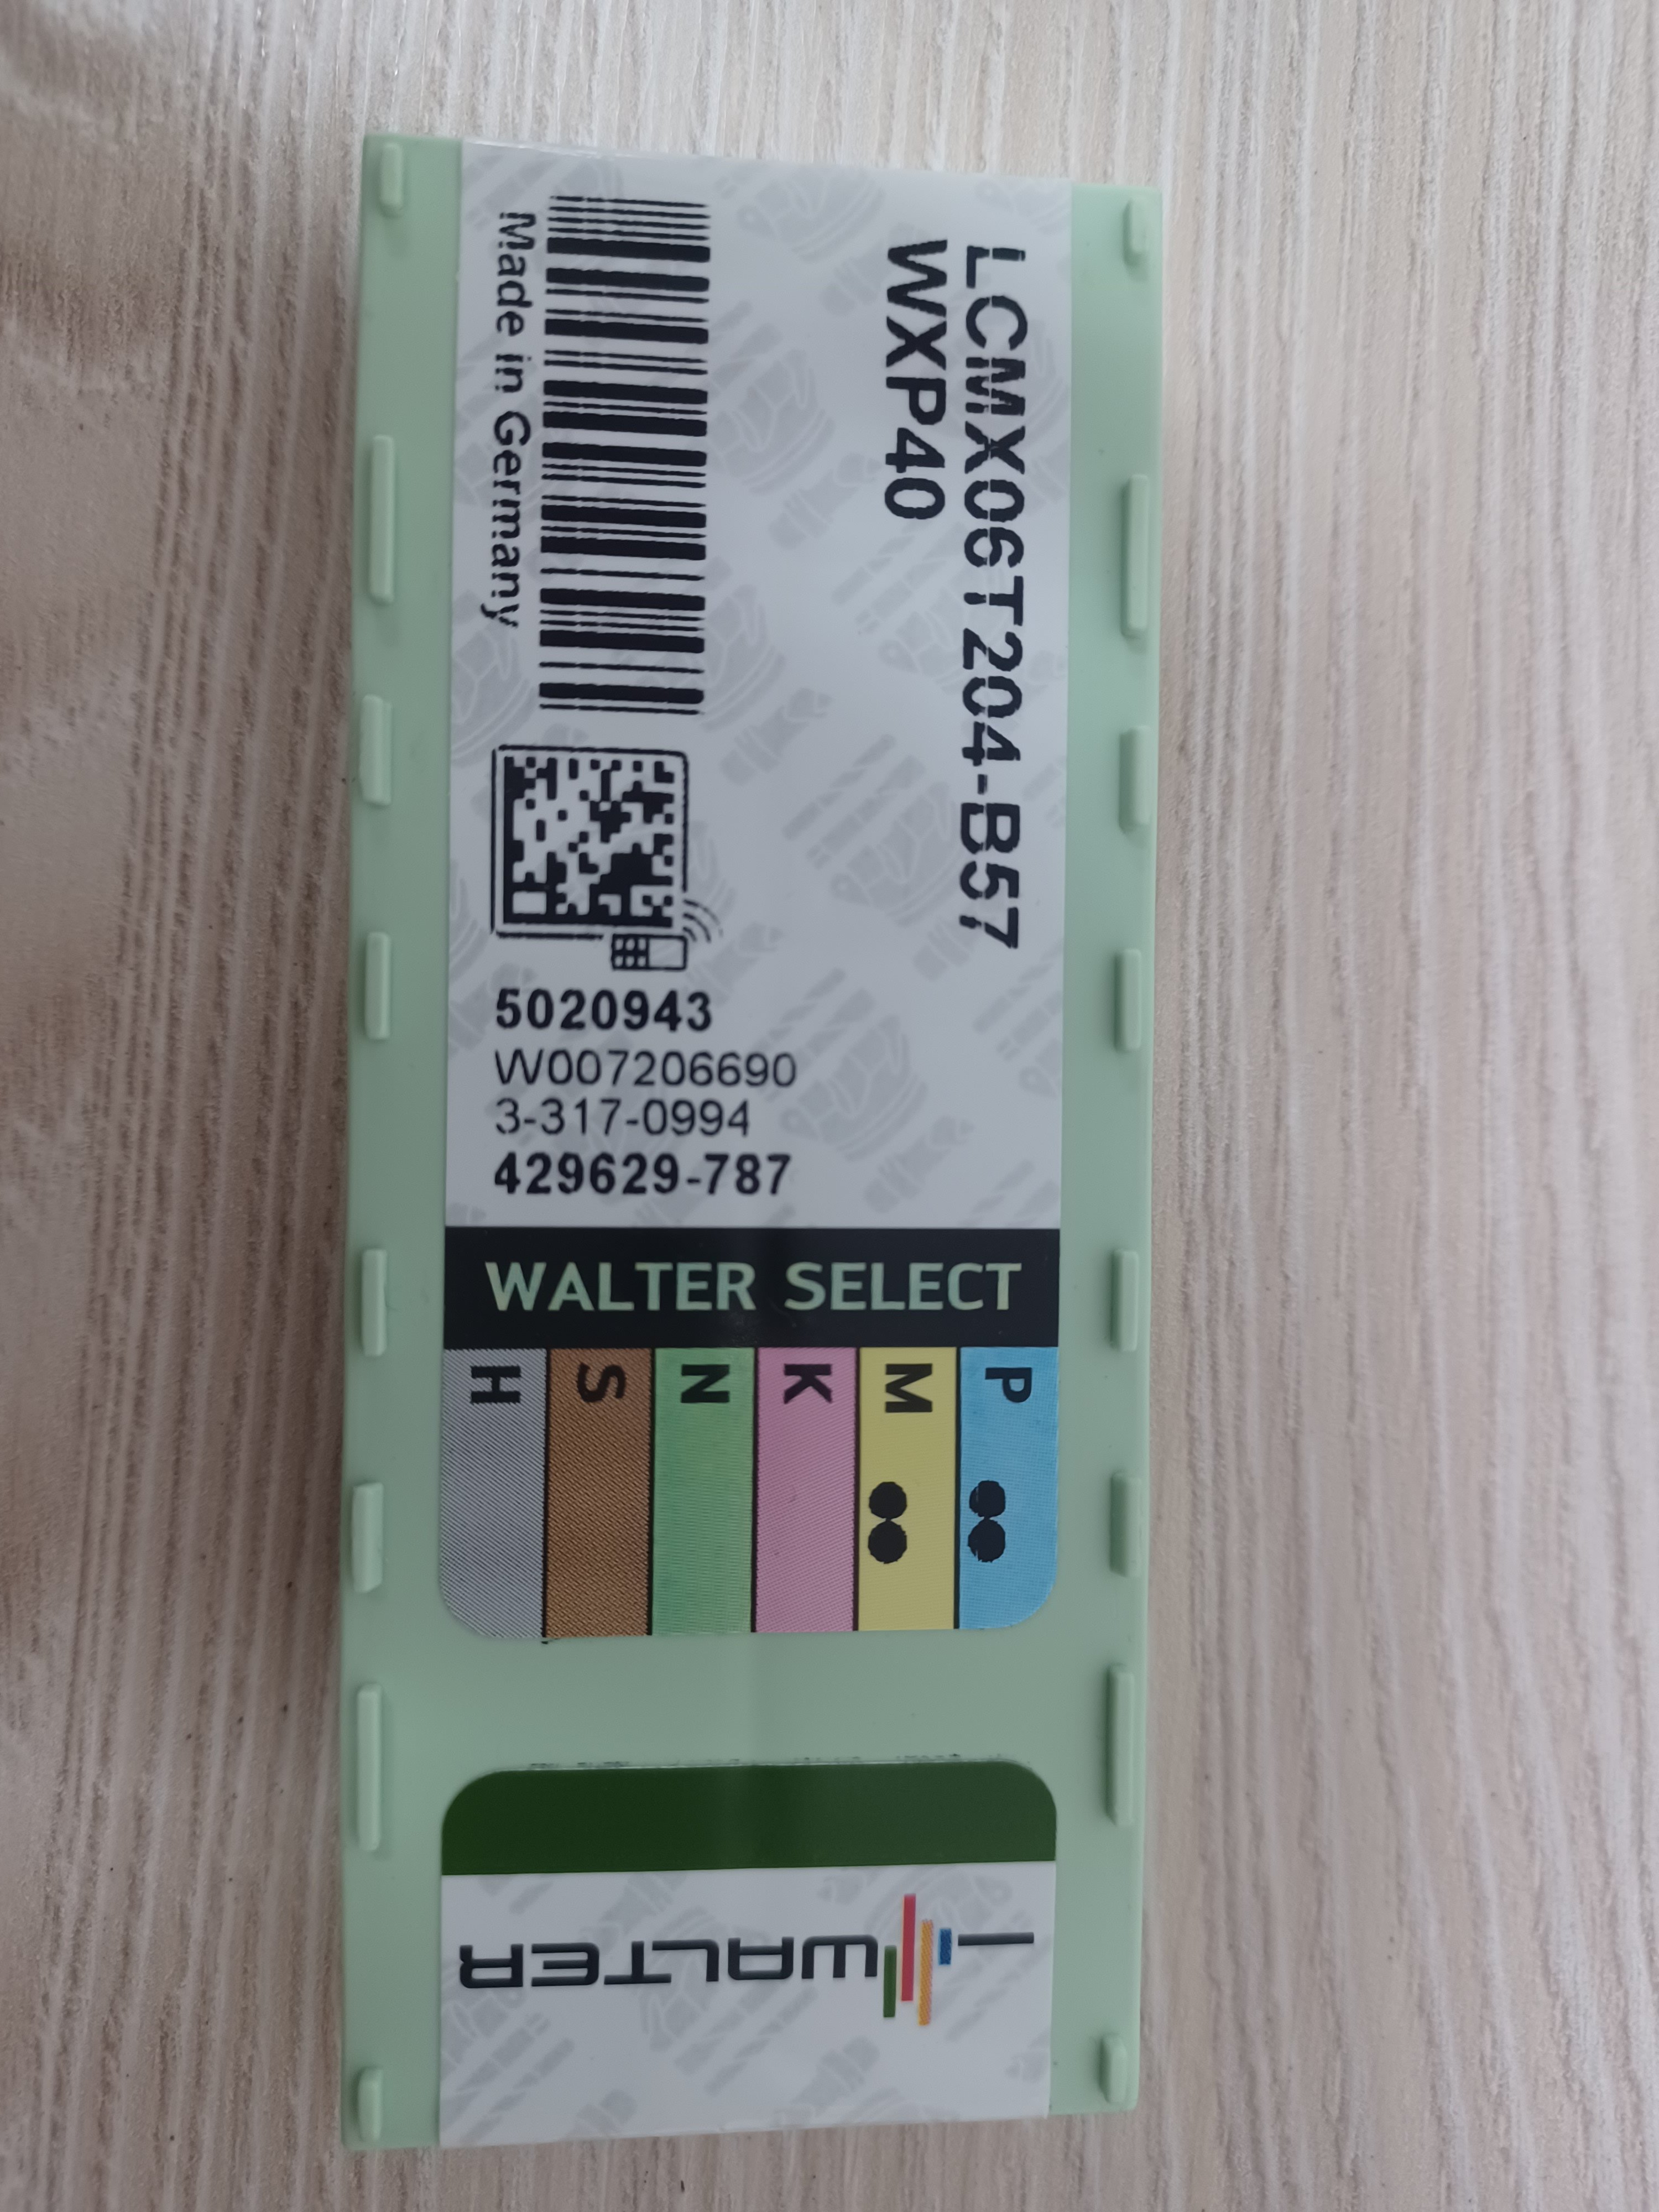 LCMX06T204-B57
WXP40
Made in Germany
5020943
W007206690
3-317-0994
429629-787
WALTER SELECT
P
M
K
N
S
H
WALTER